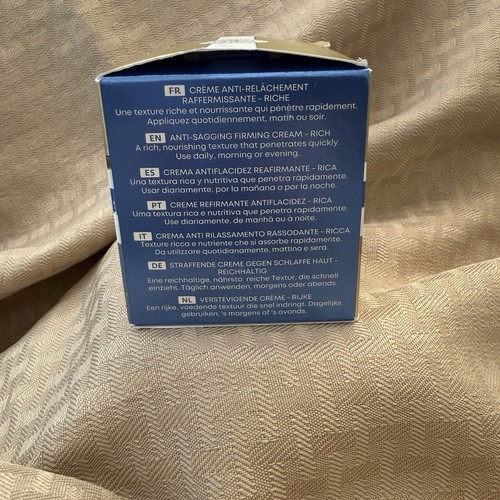 FR CRÈME ANTI-RELÂCHEMENT
RAFFERMISSANTE - RICHE
Une texture riche et nourrissante qui pénètre rapidement.
Appliquez quotidiennement, matin ou soir.
EN ANTI-SAGGING FIRMING CREAM - RICH
A rich, nourishing texture that penetrates quickly.
Use daily, morning or evening.
ES CREMA ANTIFLACIDEZ REAFIRMANTE - RICA
Una textura rica y nutritiva que penetra rápidamente.
Usar diariamente, por la mañana o por la noche.
PT CREME REFIRMANTE ANTIFLACIDEZ - RICA
Uma textura rica e nutritiva que penetra rapidamente.
Use diariamente, de manhã ou à noite.
IT CREMA ANTI RILASSAMENTO RASSODANTE - RICCA
Texture ricca e nutriente che si assorbe rapidamente.
Da utilizzare quotidianamente, mattino e sera.
DE STRAFFENDE CREME GEGEN SCHLAFFE HAUT -
REICHHALTIG
Eine reichhaltige, nährsto reiche Textur, die schnell
einzieht. Täglich anwenden, morgens oder abends.
NL VERSTEVIGENDE CRÈME - RIJKE
Een rijke, voedende textuur die snel indringt. Dagelijks
gebruiken, 's morgens of 's avonds.